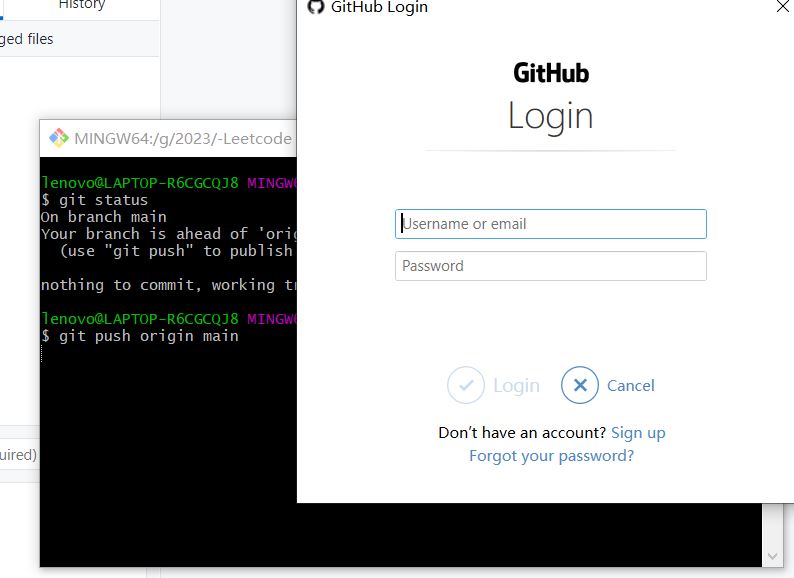 History
GitHub Login
ged files
GitHub
Login
MINGW64:/g/2023/-Leetcode
lenovo@LAPTOP-R6CGCQJ8 MINGW6
$ git status
On branch main
Your branch is ahead of 'orig
(use "git push" to publish
nothing to commit, working tr
lenovo@LAPTOP-R6CGCQJ8 MINGW6
$ git push origin main
Username or email
Password
Login
Cancel
Don't have an account? Sign up
Forgot your password?
uired)